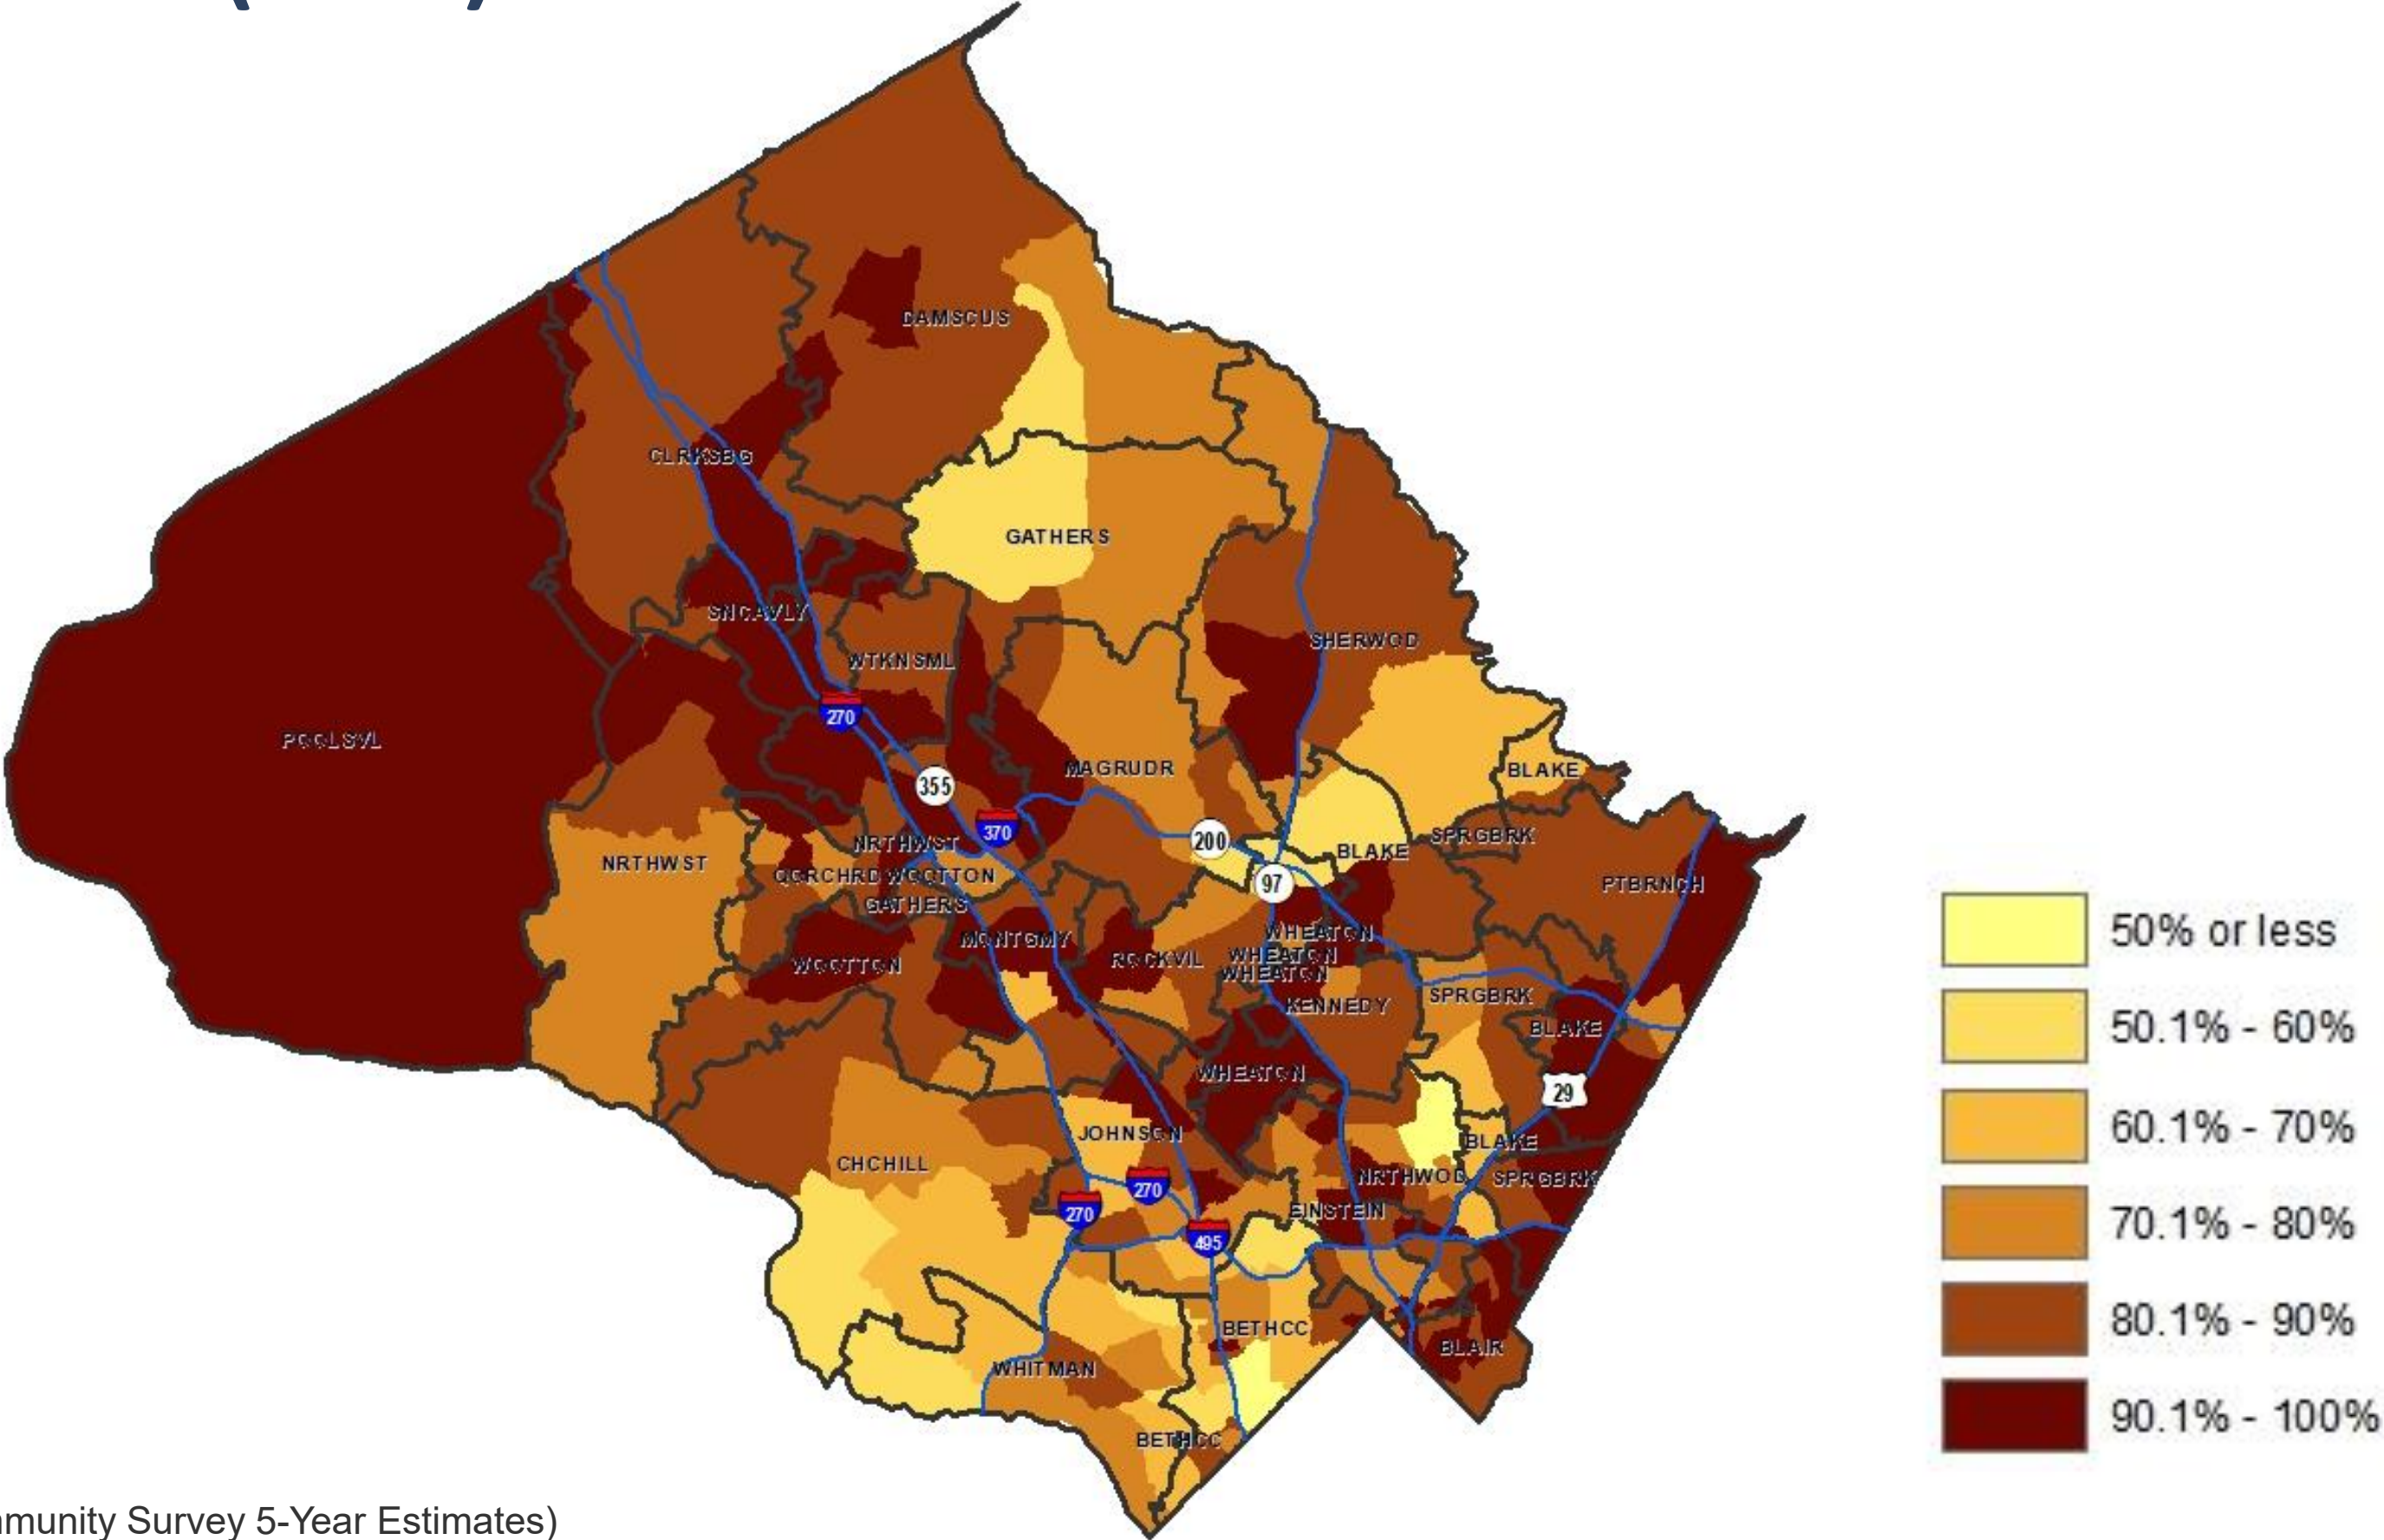 DAMSCUS
CLRKSBG
GATHERS
SNCAVLY
SHERWOD
WTKNSML
270
POOLSVL
MAGRUDR
BLAKE
355
370
200
SPRGBRK
NRTHWST
BLAKE
NRTHWST
QORCHRD WOOTTON
97
PTBRNCH
GATHERS
WHEATON
MONTGMY
WHEATON
ROCKVIL
WOOTTON
WHEATON
SPRGBRK
KENNEDY
BLAKE
WHEATON
29
JOHNSON
BLAKE
CHCHILL
NRTHWOD
SPRGBRK
270
270
EINSTEIN
495
BETHCC
BLAIR
WHITMAN
BETHCC
50% or less
50.1% - 60%
60.1% - 70%
70.1% - 80%
80.1% - 90%
90.1% - 100%
munity Survey 5-Year Estimates)